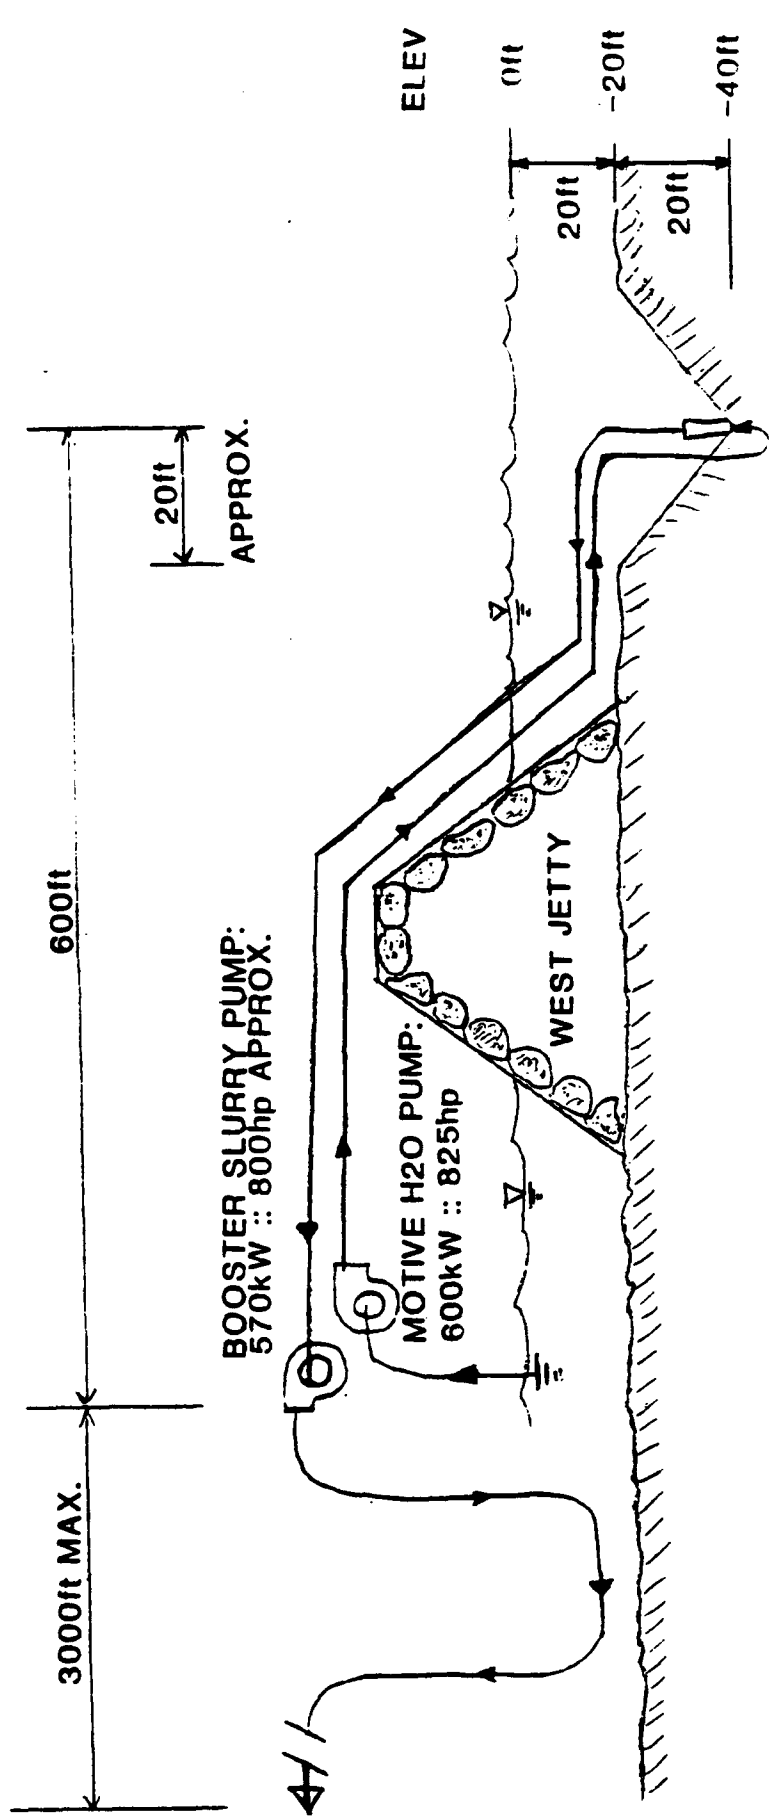 3000ft MAX.
600ft
20ft
APPROX.
BOOSTER SLURRY PUMP:
570kW :: 800hp APPROX.
MOTIVE H2O PUMP:
600kW :: 825hp
WEST JETTY
ELEV
0ft
-20ft
-40ft
20ft
20ft